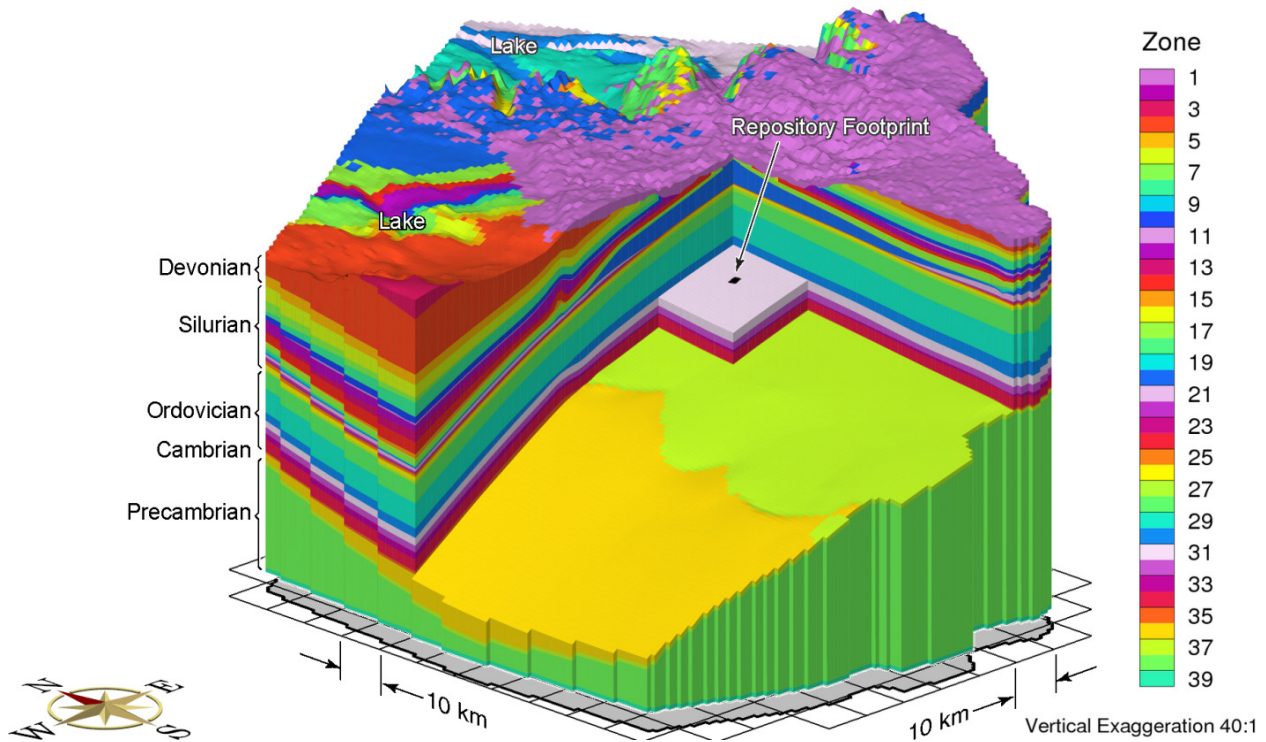 Lake
Repository Footprint
Lake
Devonian
Silurian
Ordovician
Cambrian
Precambrian
Zone
1
3
5
7
9
11
13
15
17
19
21
23
25
27
29
31
33
35
37
39
N
E
W
S
10 km
10 km
Vertical Exaggeration 40:1